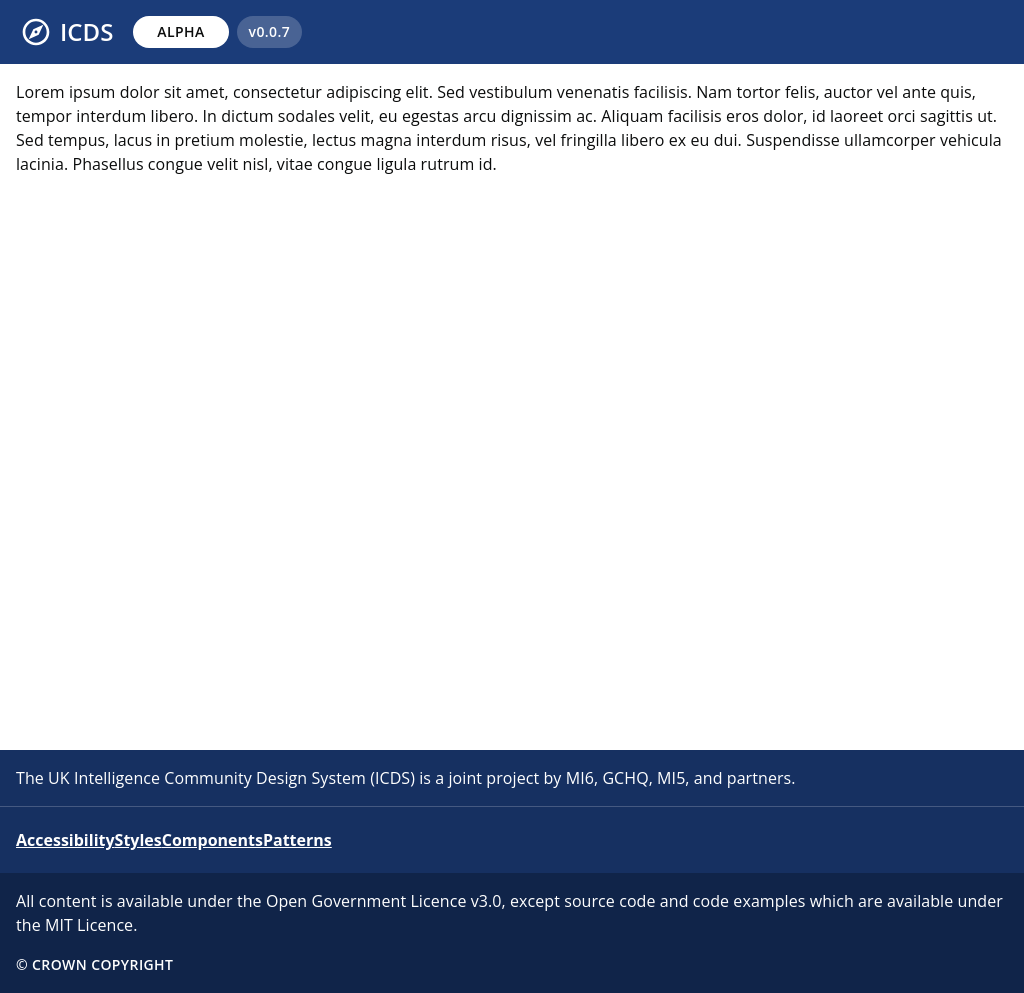 ICDS ALPHA v0.0.7
Lorem ipsum dolor sit amet, consectetur adipiscing elit. Sed vestibulum venenatis facilisis. Nam tortor felis, auctor vel ante quis,
tempor interdum libero. In dictum sodales velit, eu egestas arcu dignissim ac. Aliquam facilisis eros dolor, id laoreet orci sagittis ut.
Sed tempus, lacus in pretium molestie, lectus magna interdum risus, vel fringilla libero ex eu dui. Suspendisse ullamcorper vehicula
lacinia. Phasellus congue velit nisl, vitae congue ligula rutrum id.
The UK Intelligence Community Design System (ICDS) is a joint project by MI6, GCHQ, MI5, and partners.
AccessibilityStylesComponentsPatterns
All content is available under the Open Government Licence v3.0, except source code and code examples which are available under
the MIT Licence.
© CROWN COPYRIGHT